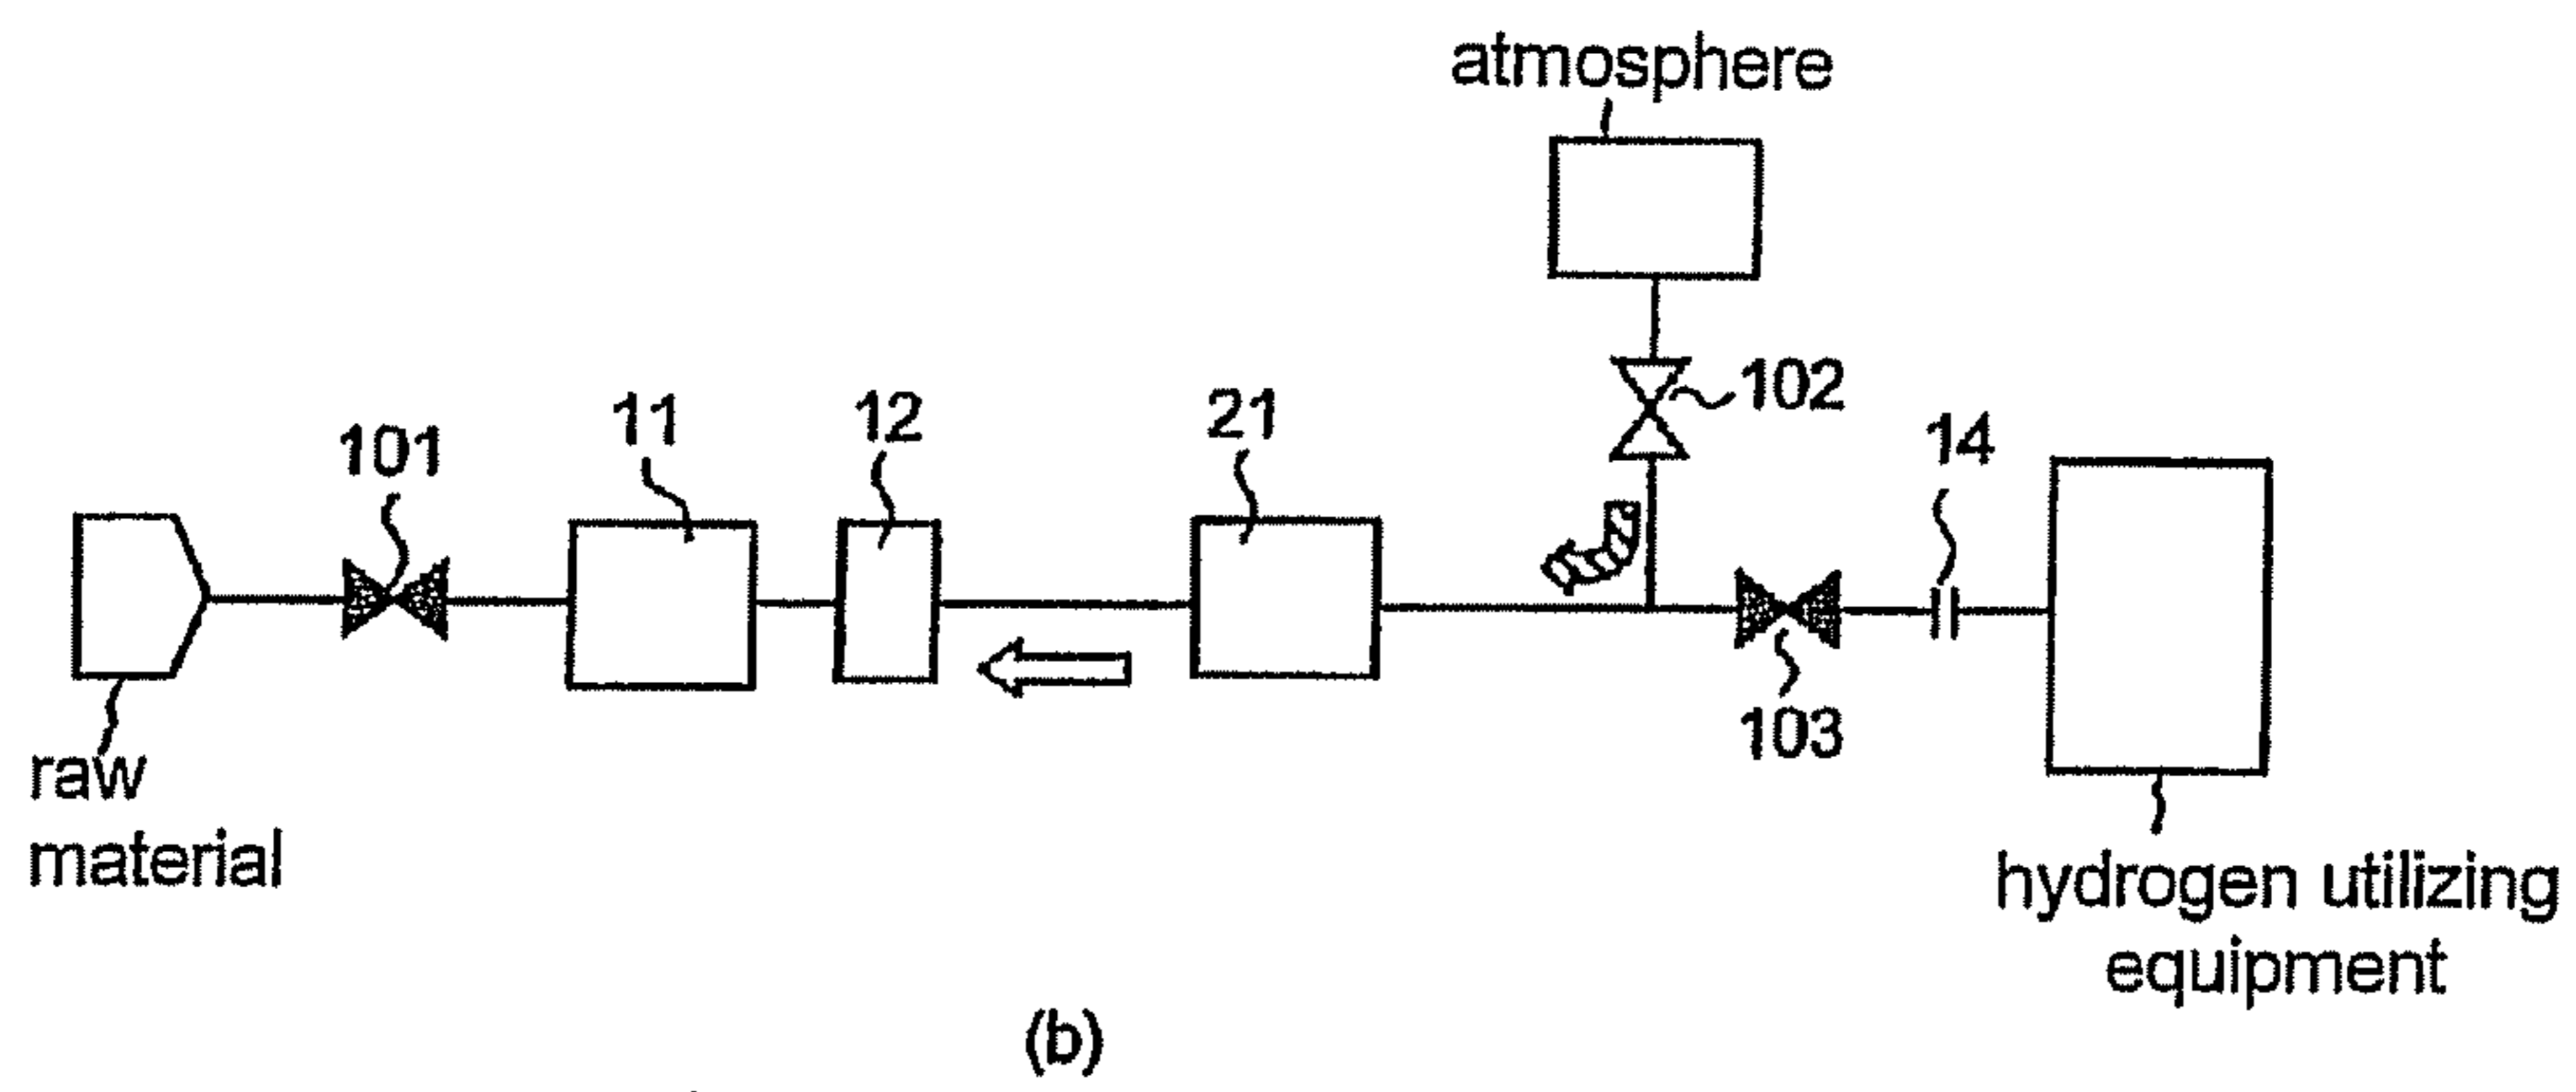 atmosphere
102
11
12
21
14
101
103
raw
material
hydrogen utilizing
equipment
(b)